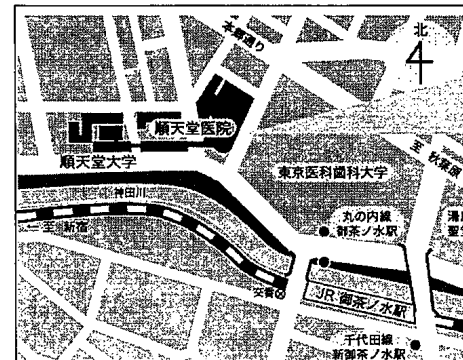 本郷通り
北
順天堂医院
順天堂大学
東京医科歯科大学
至 秋葉原
神田川
丸の内線
御茶ノ水駅
湯島
聖
← 至 新宿
交番
JR 御茶ノ水駅
千代田線
新御茶ノ水駅